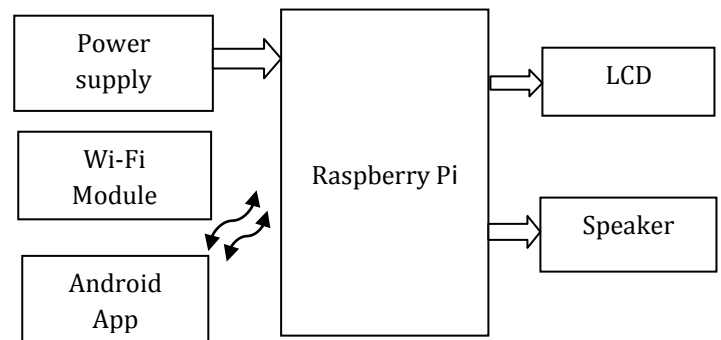 Power
supply
Wi-Fi
Module
Android
App
Raspberry Pi
LCD
Speaker